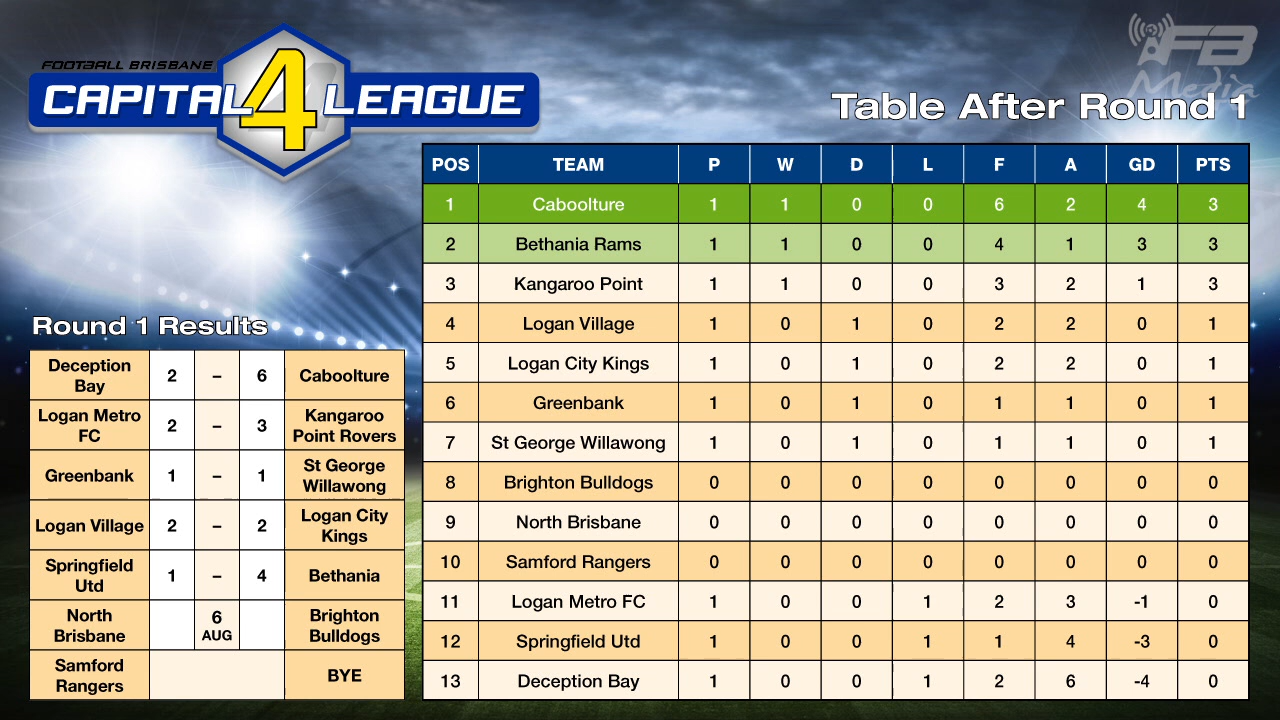 FOOTBALL BRISBANE
CAPITAL 4 LEAGUE
FB
Media
Table After Round 1
POS TEAM P W D L F A GD PTS
1 Caboolture 1 1 0 0 6 2 4 3
2 Bethania Rams 1 1 0 0 4 1 3 3
3 Kangaroo Point 1 1 0 0 3 2 1 3
4 Logan Village 1 0 1 0 2 2 0 1
5 Logan City Kings 1 0 1 0 2 2 0 1
6 Greenbank 1 0 1 0 1 1 0 1
7 St George Willawong 1 0 1 0 1 1 0 1
8 Brighton Bulldogs 0 0 0 0 0 0 0 0
9 North Brisbane 0 0 0 0 0 0 0 0
10 Samford Rangers 0 0 0 0 0 0 0 0
11 Logan Metro FC 1 0 0 1 2 3 -1 0
12 Springfield Utd 1 0 0 1 1 4 -3 0
13 Deception Bay 1 0 0 1 2 6 -4 0
Round 1 Results
Deception
Bay 2 – 6 Caboolture
Logan Metro
FC 2 – 3 Kangaroo
Point Rovers
Greenbank 1 – 1 St George
Willawong
Logan Village 2 – 2 Logan City
Kings
Springfield
Utd 1 – 4 Bethania
North
Brisbane 6
AUG Brighton
Bulldogs
Samford
Rangers BYE